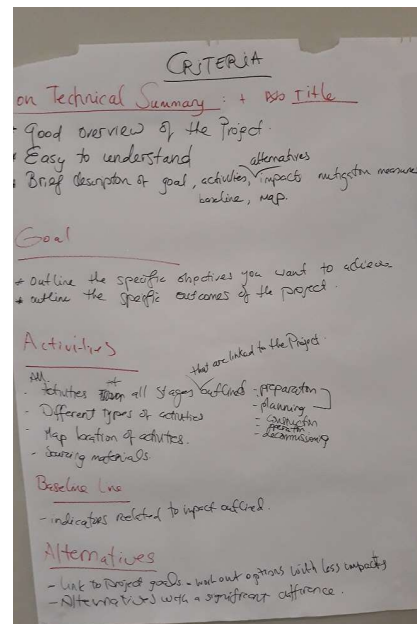 CRITERIA
on Technical Summary : + Title
- Good overview of the Project.
* Easy to understand
alternatives
* Brief descripton of goal, activities, impacts mitigation measure
baseline, map.
Goal
* outline the specific objectives you want to achieve
* outline the specific outcomes of the project.
Activities
that are linked to the Project.
All activities at all stages outlined - preparation
- planning
- Different Types of activities
- construction
- operation
- Map location of activities.
- decommissioning
- Sourcing materials
Baseline Line
- indicators related to impact outlined.
Alternatives
- Link to project goals - work out options with less impacts
- Alternatives with a significant difference.